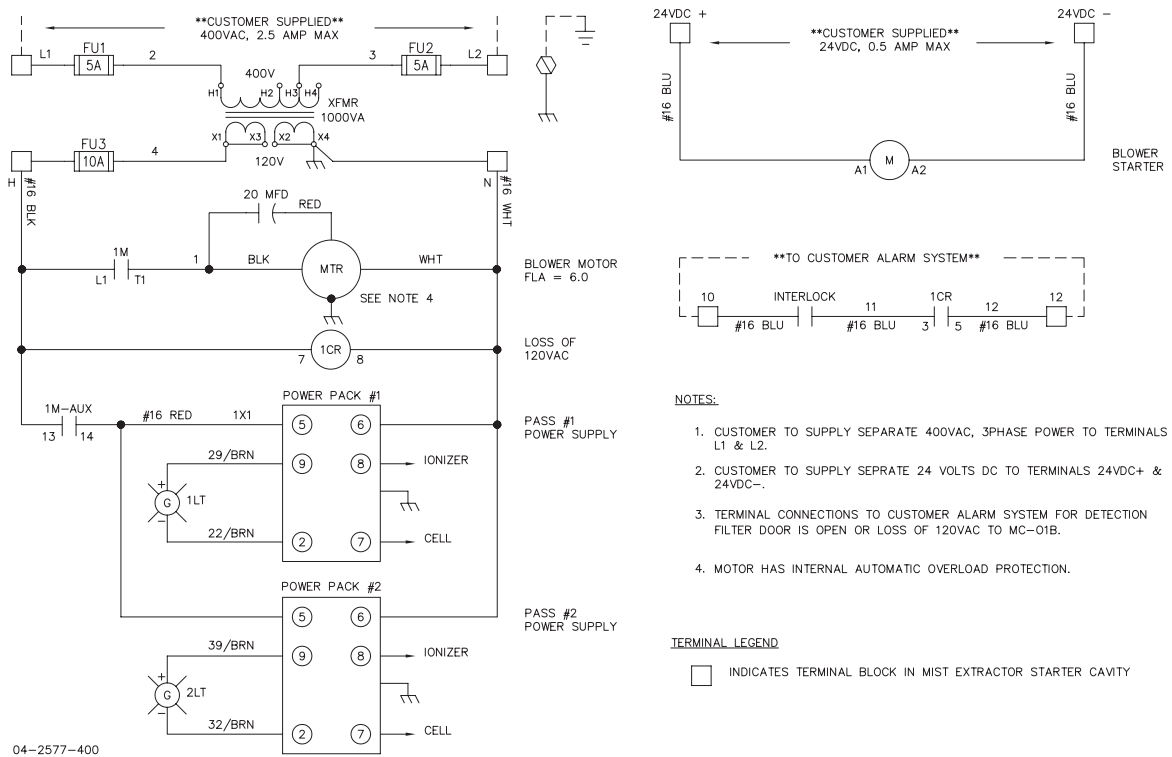 **CUSTOMER SUPPLIED**
400VAC, 2.5 AMP MAX
L1
FU1
5A
2
3
FU2
5A
L2
400V
H1
H2
H3
H4
XFMR
1000VA
X1
X3
X2
X4
120V
FU3
10A
4
H
#16 BLK
N
#16 WHT
20 MFD
RED
1M
L1
T1
1
BLK
MTR
WHT
BLOWER MOTOR
FLA = 6.0
SEE NOTE 4
7
1CR
8
LOSS OF
120VAC
1M-AUX
13
14
#16 RED
1X1
POWER PACK #1
5
6
PASS #1
POWER SUPPLY
29/BRN
9
8
IONIZER
+
G
1LT
−
22/BRN
2
7
CELL
POWER PACK #2
5
6
PASS #2
POWER SUPPLY
39/BRN
9
8
IONIZER
+
G
2LT
−
32/BRN
2
7
CELL
04-2577-400
24VDC +
24VDC −
**CUSTOMER SUPPLIED**
24VDC, 0.5 AMP MAX
#16 BLU
#16 BLU
A1
M
A2
BLOWER
STARTER
**TO CUSTOMER ALARM SYSTEM**
10
INTERLOCK
11
1CR
12
12
#16 BLU
#16 BLU
3
5
#16 BLU
NOTES:
1. CUSTOMER TO SUPPLY SEPARATE 400VAC, 3PHASE POWER TO TERMINALS
L1 & L2.
2. CUSTOMER TO SUPPLY SEPRATE 24 VOLTS DC TO TERMINALS 24VDC+ &
24VDC−.
3. TERMINAL CONNECTIONS TO CUSTOMER ALARM SYSTEM FOR DETECTION
FILTER DOOR IS OPEN OR LOSS OF 120VAC TO MC-01B.
4. MOTOR HAS INTERNAL AUTOMATIC OVERLOAD PROTECTION.
TERMINAL LEGEND
INDICATES TERMINAL BLOCK IN MIST EXTRACTOR STARTER CAVITY